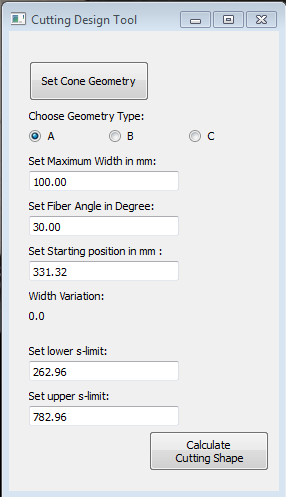 Cutting Design Tool
Set Cone Geometry
Choose Geometry Type:
A B C
Set Maximum Width in mm:
100.00
Set Fiber Angle in Degree:
30.00
Set Starting position in mm :
331.32
Width Variation:
0.0
Set lower s-limit:
262.96
Set upper s-limit:
782.96
Calculate
Cutting Shape